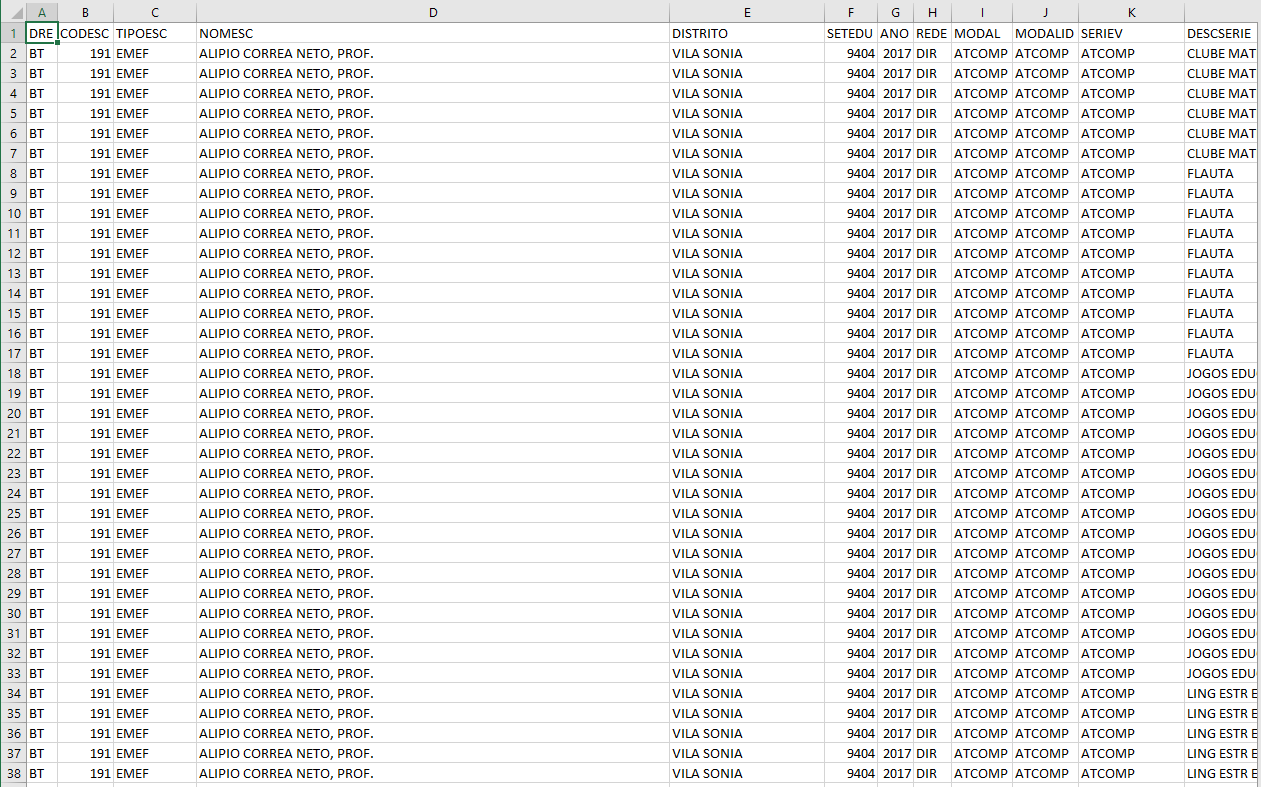 A B C D E F G H I J K
1 DRE CODESC TIPOESC NOMESC DISTRITO SETEDU ANO REDE MODAL MODALID SERIEV DESCSERIE
2 BT 191 EMEF ALIPIO CORREA NETO, PROF. VILA SONIA 9404 2017 DIR ATCOMP ATCOMP ATCOMP CLUBE MAT
3 BT 191 EMEF ALIPIO CORREA NETO, PROF. VILA SONIA 9404 2017 DIR ATCOMP ATCOMP ATCOMP CLUBE MAT
4 BT 191 EMEF ALIPIO CORREA NETO, PROF. VILA SONIA 9404 2017 DIR ATCOMP ATCOMP ATCOMP CLUBE MAT
5 BT 191 EMEF ALIPIO CORREA NETO, PROF. VILA SONIA 9404 2017 DIR ATCOMP ATCOMP ATCOMP CLUBE MAT
6 BT 191 EMEF ALIPIO CORREA NETO, PROF. VILA SONIA 9404 2017 DIR ATCOMP ATCOMP ATCOMP CLUBE MAT
7 BT 191 EMEF ALIPIO CORREA NETO, PROF. VILA SONIA 9404 2017 DIR ATCOMP ATCOMP ATCOMP CLUBE MAT
8 BT 191 EMEF ALIPIO CORREA NETO, PROF. VILA SONIA 9404 2017 DIR ATCOMP ATCOMP ATCOMP FLAUTA
9 BT 191 EMEF ALIPIO CORREA NETO, PROF. VILA SONIA 9404 2017 DIR ATCOMP ATCOMP ATCOMP FLAUTA
10 BT 191 EMEF ALIPIO CORREA NETO, PROF. VILA SONIA 9404 2017 DIR ATCOMP ATCOMP ATCOMP FLAUTA
11 BT 191 EMEF ALIPIO CORREA NETO, PROF. VILA SONIA 9404 2017 DIR ATCOMP ATCOMP ATCOMP FLAUTA
12 BT 191 EMEF ALIPIO CORREA NETO, PROF. VILA SONIA 9404 2017 DIR ATCOMP ATCOMP ATCOMP FLAUTA
13 BT 191 EMEF ALIPIO CORREA NETO, PROF. VILA SONIA 9404 2017 DIR ATCOMP ATCOMP ATCOMP FLAUTA
14 BT 191 EMEF ALIPIO CORREA NETO, PROF. VILA SONIA 9404 2017 DIR ATCOMP ATCOMP ATCOMP FLAUTA
15 BT 191 EMEF ALIPIO CORREA NETO, PROF. VILA SONIA 9404 2017 DIR ATCOMP ATCOMP ATCOMP FLAUTA
16 BT 191 EMEF ALIPIO CORREA NETO, PROF. VILA SONIA 9404 2017 DIR ATCOMP ATCOMP ATCOMP FLAUTA
17 BT 191 EMEF ALIPIO CORREA NETO, PROF. VILA SONIA 9404 2017 DIR ATCOMP ATCOMP ATCOMP FLAUTA
18 BT 191 EMEF ALIPIO CORREA NETO, PROF. VILA SONIA 9404 2017 DIR ATCOMP ATCOMP ATCOMP JOGOS EDU
19 BT 191 EMEF ALIPIO CORREA NETO, PROF. VILA SONIA 9404 2017 DIR ATCOMP ATCOMP ATCOMP JOGOS EDU
20 BT 191 EMEF ALIPIO CORREA NETO, PROF. VILA SONIA 9404 2017 DIR ATCOMP ATCOMP ATCOMP JOGOS EDU
21 BT 191 EMEF ALIPIO CORREA NETO, PROF. VILA SONIA 9404 2017 DIR ATCOMP ATCOMP ATCOMP JOGOS EDU
22 BT 191 EMEF ALIPIO CORREA NETO, PROF. VILA SONIA 9404 2017 DIR ATCOMP ATCOMP ATCOMP JOGOS EDU
23 BT 191 EMEF ALIPIO CORREA NETO, PROF. VILA SONIA 9404 2017 DIR ATCOMP ATCOMP ATCOMP JOGOS EDU
24 BT 191 EMEF ALIPIO CORREA NETO, PROF. VILA SONIA 9404 2017 DIR ATCOMP ATCOMP ATCOMP JOGOS EDU
25 BT 191 EMEF ALIPIO CORREA NETO, PROF. VILA SONIA 9404 2017 DIR ATCOMP ATCOMP ATCOMP JOGOS EDU
26 BT 191 EMEF ALIPIO CORREA NETO, PROF. VILA SONIA 9404 2017 DIR ATCOMP ATCOMP ATCOMP JOGOS EDU
27 BT 191 EMEF ALIPIO CORREA NETO, PROF. VILA SONIA 9404 2017 DIR ATCOMP ATCOMP ATCOMP JOGOS EDU
28 BT 191 EMEF ALIPIO CORREA NETO, PROF. VILA SONIA 9404 2017 DIR ATCOMP ATCOMP ATCOMP JOGOS EDU
29 BT 191 EMEF ALIPIO CORREA NETO, PROF. VILA SONIA 9404 2017 DIR ATCOMP ATCOMP ATCOMP JOGOS EDU
30 BT 191 EMEF ALIPIO CORREA NETO, PROF. VILA SONIA 9404 2017 DIR ATCOMP ATCOMP ATCOMP JOGOS EDU
31 BT 191 EMEF ALIPIO CORREA NETO, PROF. VILA SONIA 9404 2017 DIR ATCOMP ATCOMP ATCOMP JOGOS EDU
32 BT 191 EMEF ALIPIO CORREA NETO, PROF. VILA SONIA 9404 2017 DIR ATCOMP ATCOMP ATCOMP JOGOS EDU
33 BT 191 EMEF ALIPIO CORREA NETO, PROF. VILA SONIA 9404 2017 DIR ATCOMP ATCOMP ATCOMP JOGOS EDU
34 BT 191 EMEF ALIPIO CORREA NETO, PROF. VILA SONIA 9404 2017 DIR ATCOMP ATCOMP ATCOMP LING ESTR E
35 BT 191 EMEF ALIPIO CORREA NETO, PROF. VILA SONIA 9404 2017 DIR ATCOMP ATCOMP ATCOMP LING ESTR E
36 BT 191 EMEF ALIPIO CORREA NETO, PROF. VILA SONIA 9404 2017 DIR ATCOMP ATCOMP ATCOMP LING ESTR E
37 BT 191 EMEF ALIPIO CORREA NETO, PROF. VILA SONIA 9404 2017 DIR ATCOMP ATCOMP ATCOMP LING ESTR E
38 BT 191 EMEF ALIPIO CORREA NETO, PROF. VILA SONIA 9404 2017 DIR ATCOMP ATCOMP ATCOMP LING ESTR E